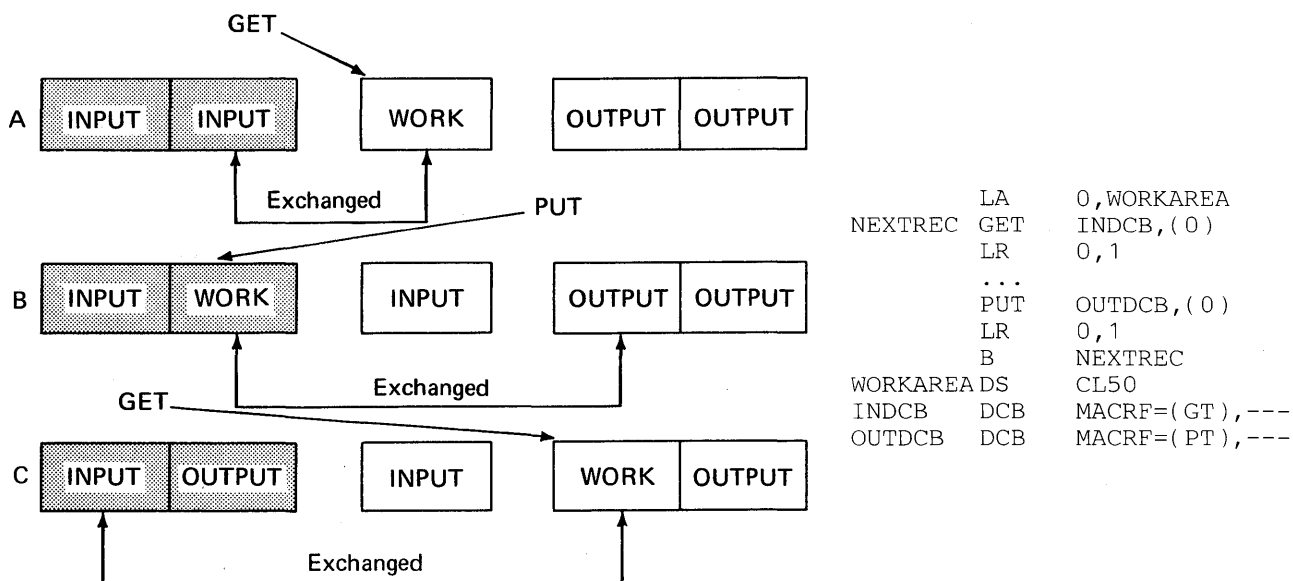 GET
A INPUT INPUT WORK OUTPUT OUTPUT
Exchanged
PUT
B INPUT WORK INPUT OUTPUT OUTPUT
Exchanged
GET
C INPUT OUTPUT INPUT WORK OUTPUT
Exchanged
LA 0,WORKAREA
NEXTREC GET INDCB,(0)
LR 0,1
...
PUT OUTDCB,(0)
LR 0,1
B NEXTREC
WORKAREA DS CL50
INDCB DCB MACRF=(GT),---
OUTDCB DCB MACRF=(PT),---